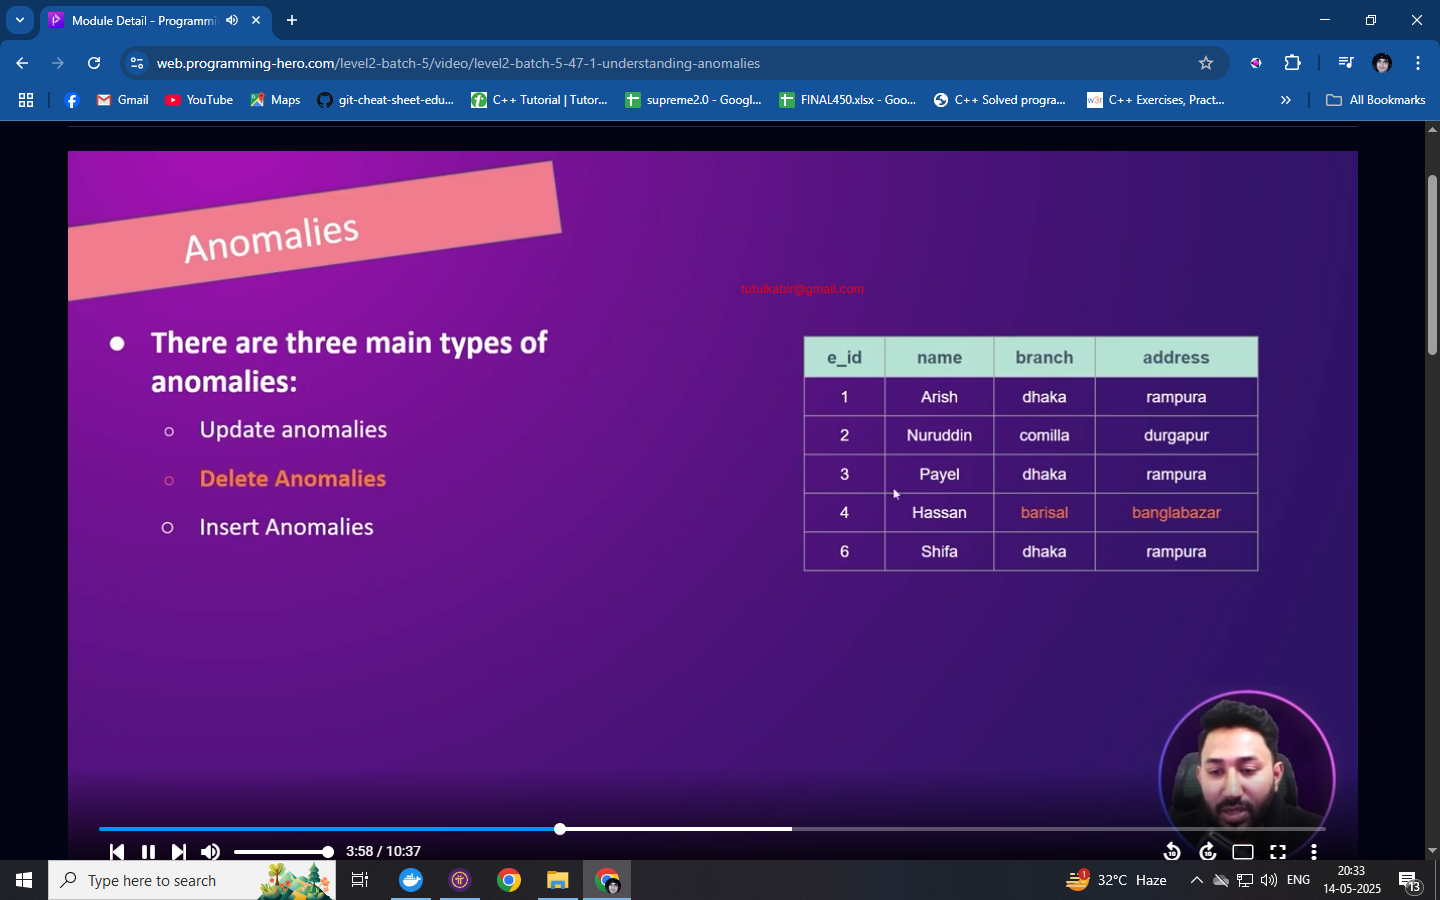 Module Detail - Programmi
web.programming-hero.com/level2-batch-5/video/level2-batch-5-47-1-understanding-anomalies
Gmail
YouTube
Maps
git-cheat-sheet-edu...
C++ Tutorial | Tutor...
supreme2.0 - Googl...
FINAL450.xlsx - Goo...
C++ Solved progra...
w3r
C++ Exercises, Pract...
All Bookmarks
Anomalies
tutulkabir@gmail.com
There are three main types of
anomalies:
Update anomalies
Delete Anomalies
Insert Anomalies
e_id name branch address
1 Arish dhaka rampura
2 Nuruddin comilla durgapur
3 Payel dhaka rampura
4 Hassan barisal banglabazar
6 Shifa dhaka rampura
3:58 / 10:37
10
10
Type here to search
1
32°C Haze
ENG
20:33
14-05-2025
13